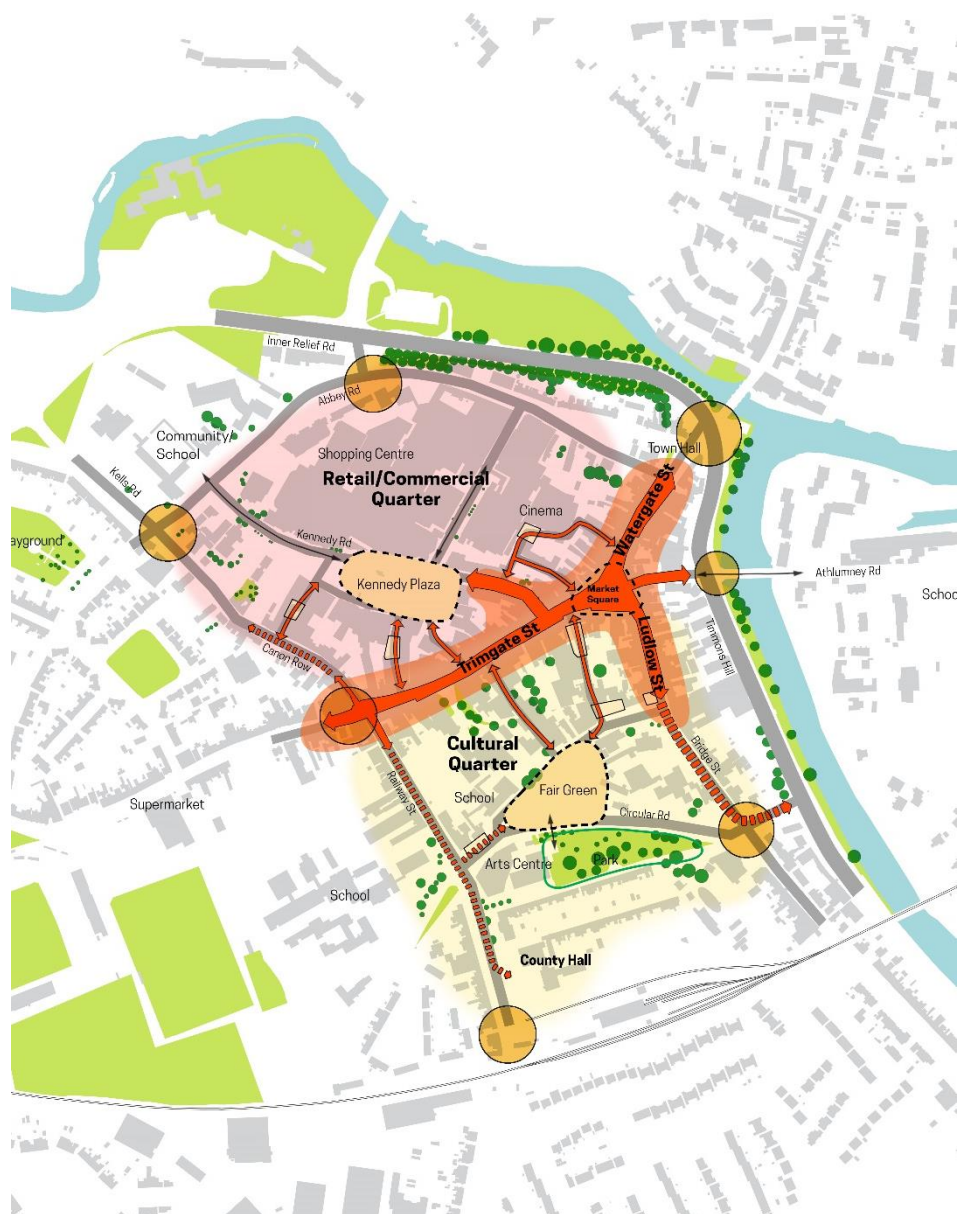 Inner Relief Rd
Abbey Rd
Community/
School
Shopping Centre
Town Hall
Retail/Commercial
Quarter
Kells Rd
Watergate St
Cinema
Kennedy Rd
ayground
Kennedy Plaza
Athlumney Rd
Market
Square
Schoo
Trimgate St
Ludlow St
Timmons Hill
Canon Row
Cultural
Quarter
Bridge St
Railway St
Fair Green
School
Supermarket
Circular Rd
Arts Centre
Park
School
County Hall